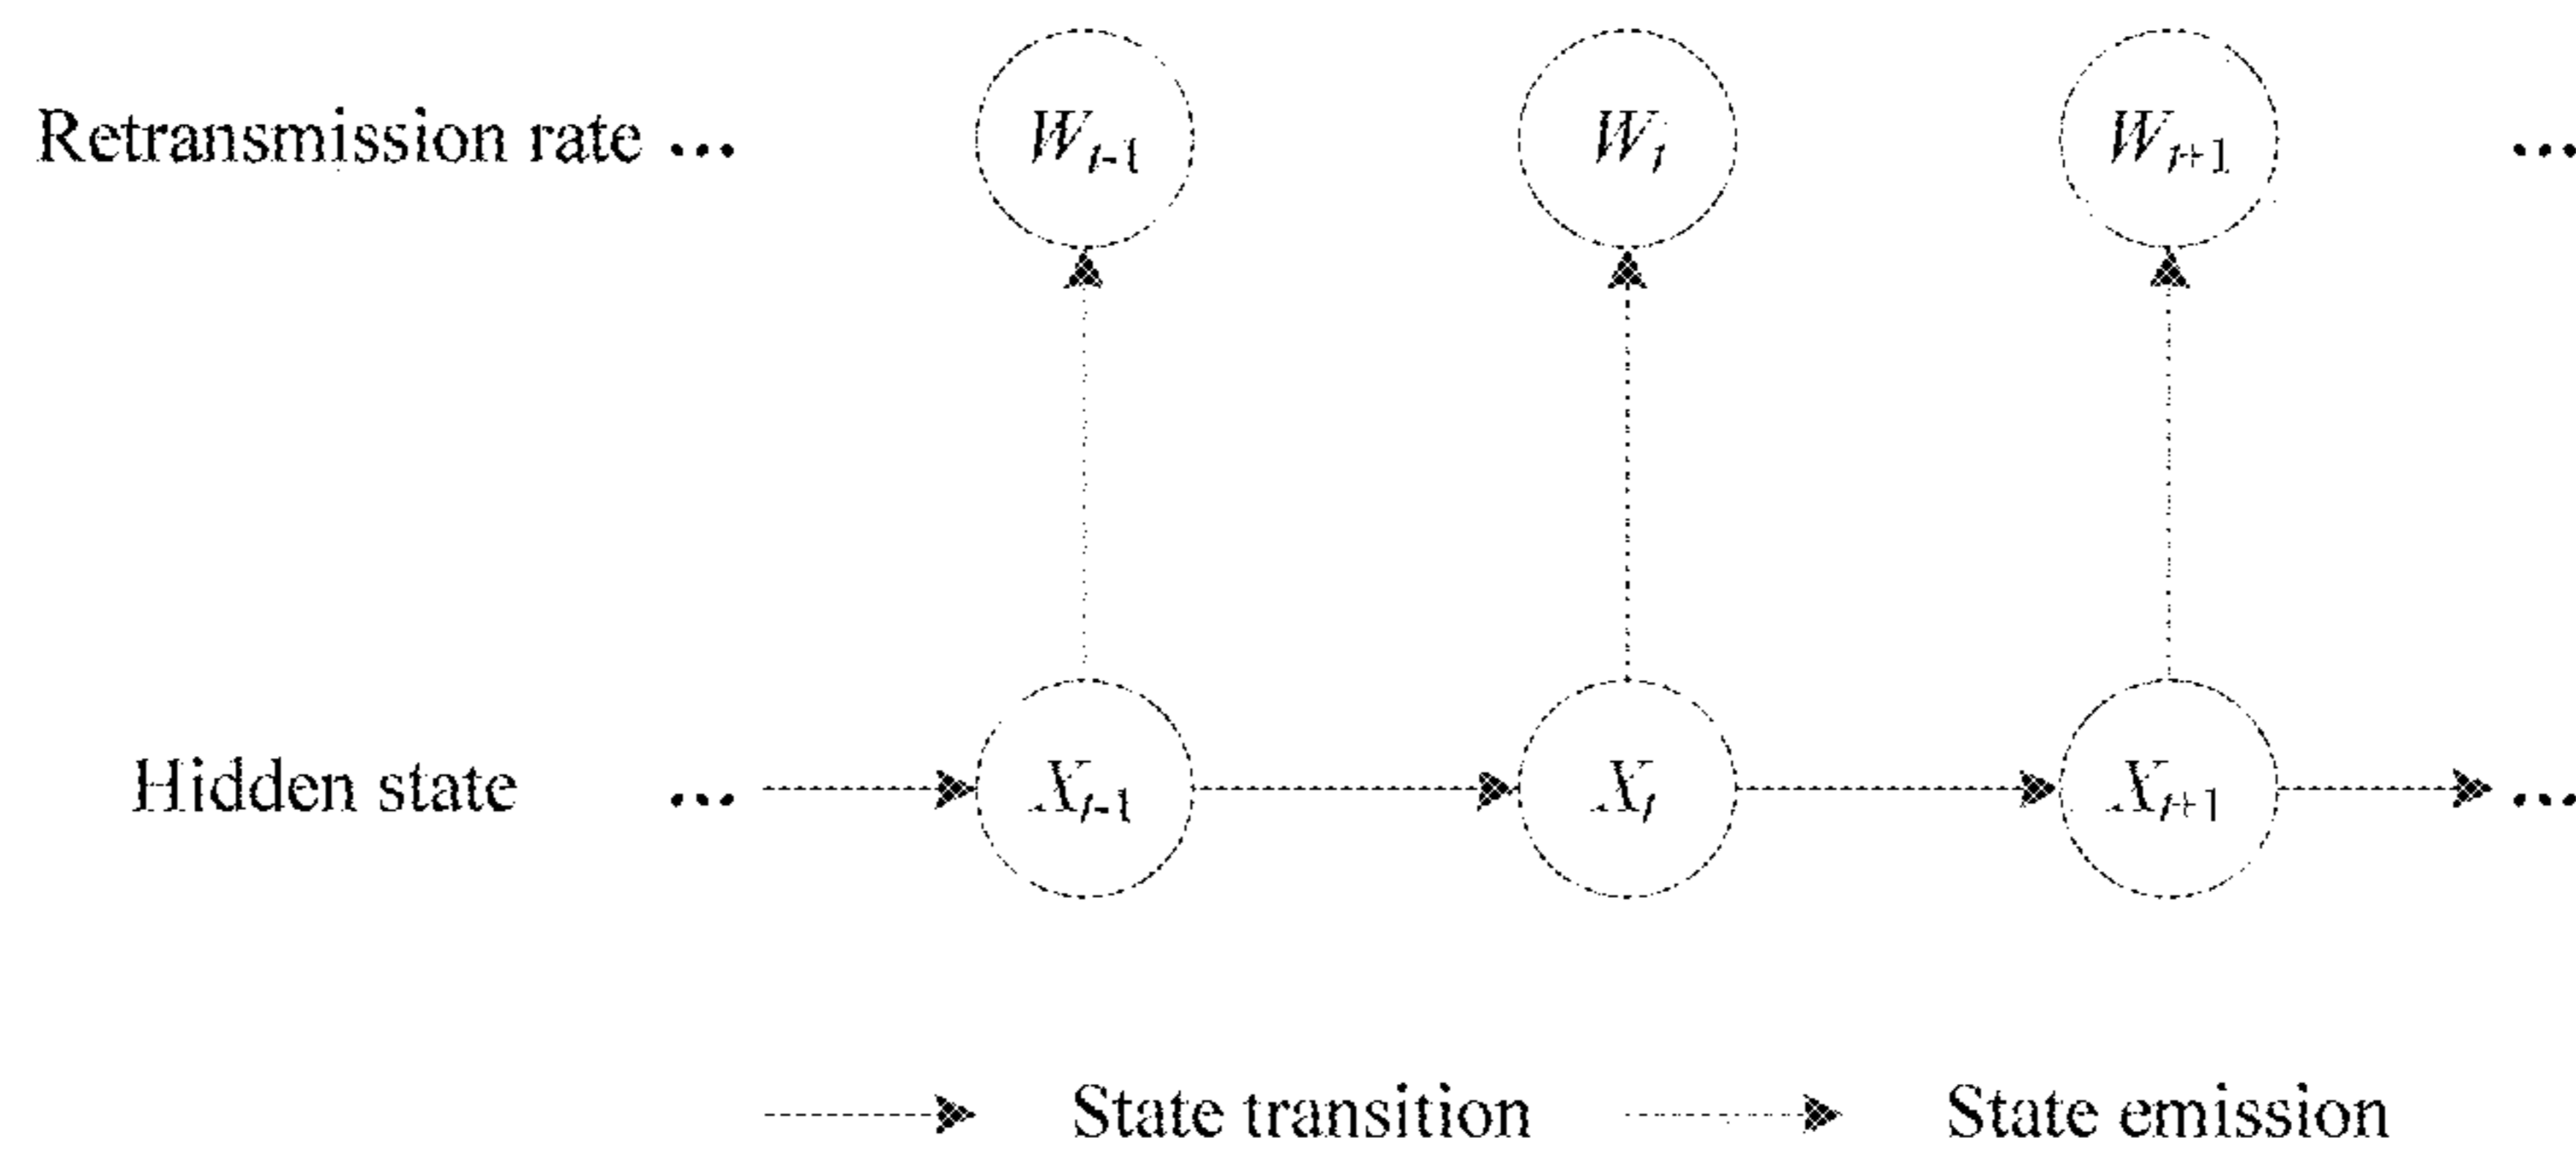 Retransmission rate ... W_{t-1} W_t W_{t+1} ...
Hidden state ... X_{t-1} X_t X_{t+1} ...
State transition State emission